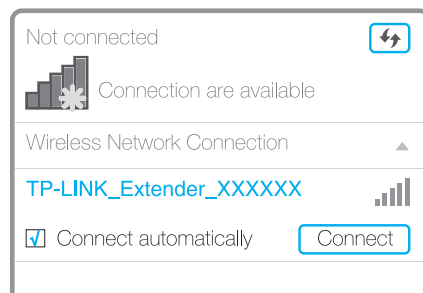 Not connected
Connection are available
Wireless Network Connection
TP-LINK_Extender_XXXXXX
Connect automatically
Connect